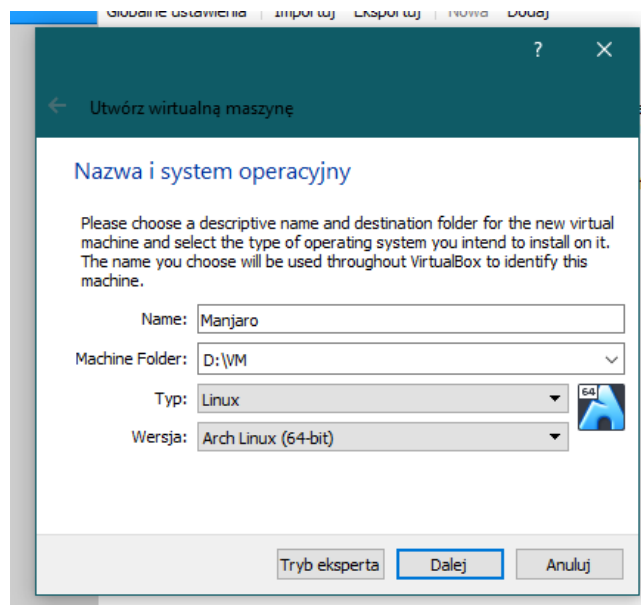 Globalne ustawienia Importuj Eksportuj Nowa Dodaj
?
Utwórz wirtualną maszynę
Nazwa i system operacyjny
Please choose a descriptive name and destination folder for the new virtual
machine and select the type of operating system you intend to install on it.
The name you choose will be used throughout VirtualBox to identify this
machine.
Name: Manjaro
Machine Folder: D:\VM
Typ: Linux
64
Wersja: Arch Linux (64-bit)
Tryb eksperta Dalej Anuluj